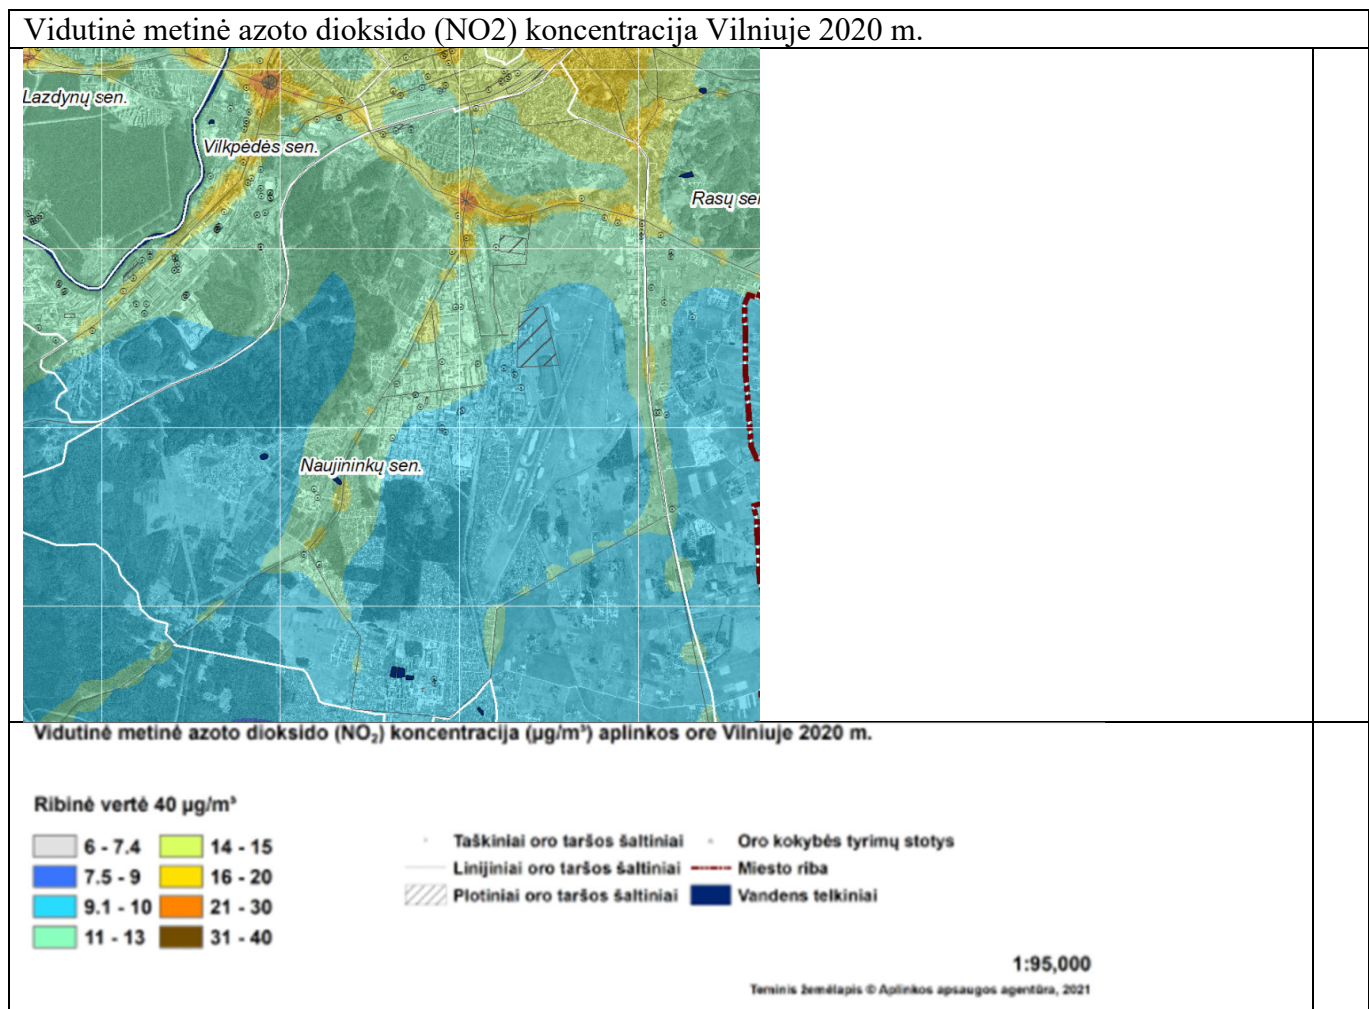 Vidutinė metinė azoto dioksido (NO2) koncentracija Vilniuje 2020 m.
Lazdynų sen.
Vilkpėdės sen.
Rasų se
Naujininkų sen.
Vidutinė metinė azoto dioksido (NO₂) koncentracija (µg/m³) aplinkos ore Vilniuje 2020 m.
Ribinė vertė 40 µg/m³
6 - 7.4
14 - 15
7.5 - 9
16 - 20
9.1 - 10
21 - 30
11 - 13
31 - 40
Taškiniai oro taršos šaltiniai
Oro kokybės tyrimų stotys
Linijiniai oro taršos šaltiniai
Miesto riba
Plotiniai oro taršos šaltiniai
Vandens telkiniai
1:95,000
Teminis žemėlapis © Aplinkos apsaugos agentūra, 2021